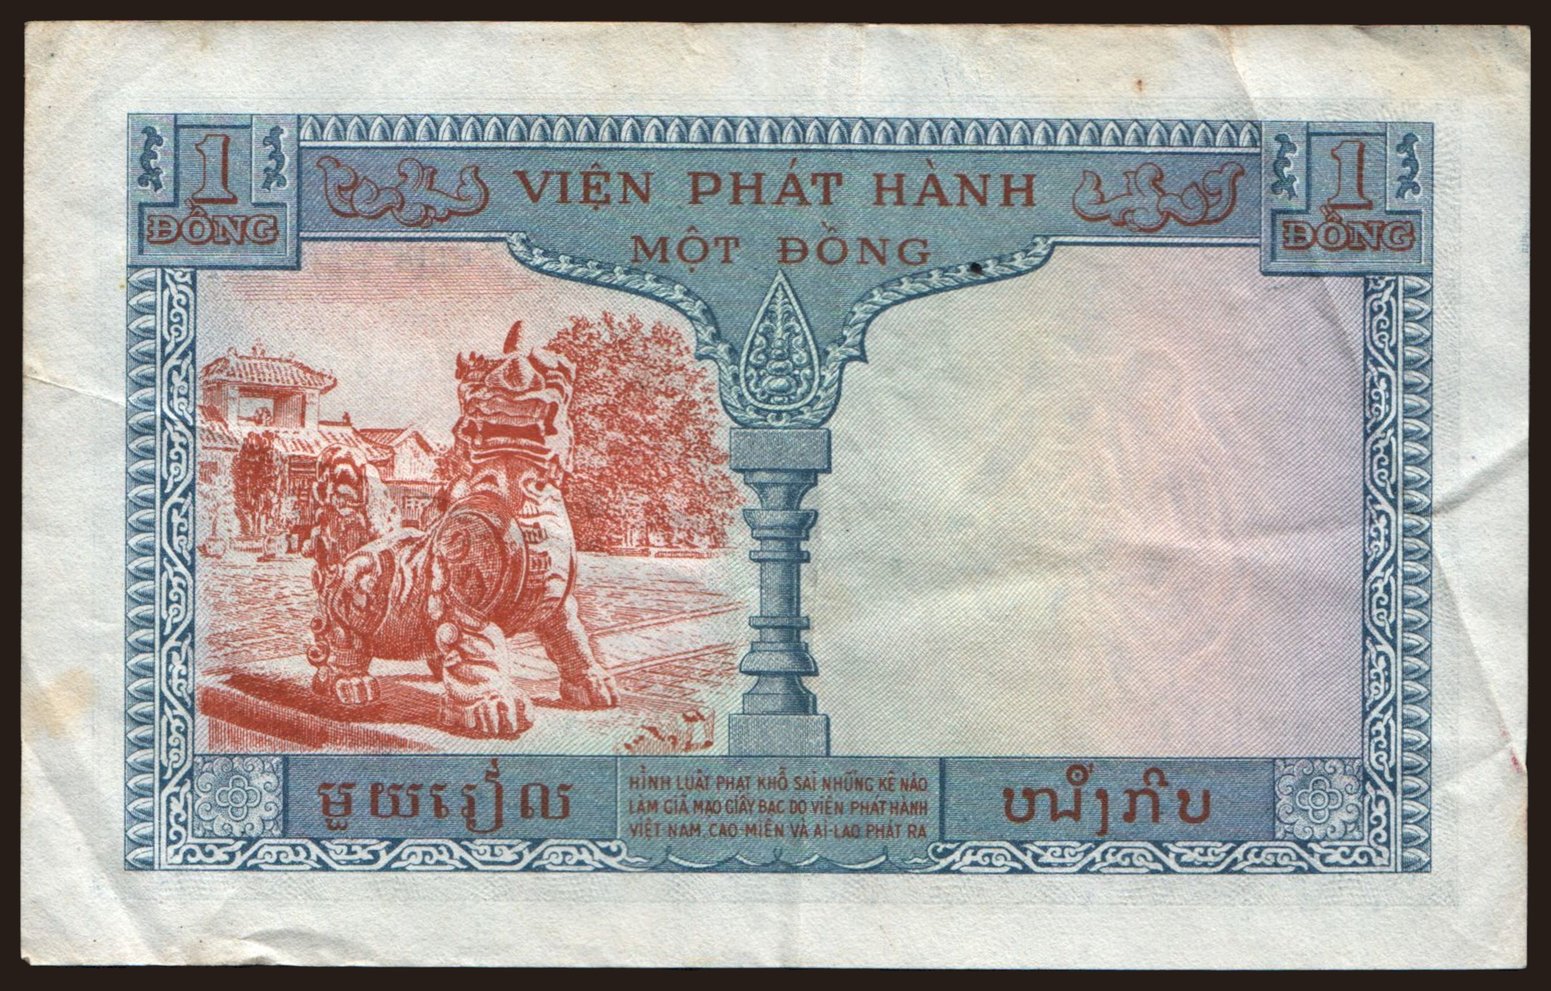 1
ĐỒNG
VIỆN PHÁT HÀNH
MỘT ĐỒNG
1
ĐỒNG
មួយរៀល
HÌNH LUẬT PHẠT KHỔ SAI NHỮNG KẺ NÀO
LÀM GIẢ MẠO GIẤY BẠC DO VIỆN PHÁT HÀNH
VIỆT NAM, CAO-MIÊN VÀ AI-LAO PHÁT RA
ຫນຶ່ງກີບ